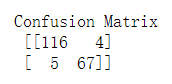 Confusion Matrix
[[116   4]
[  5  67]]